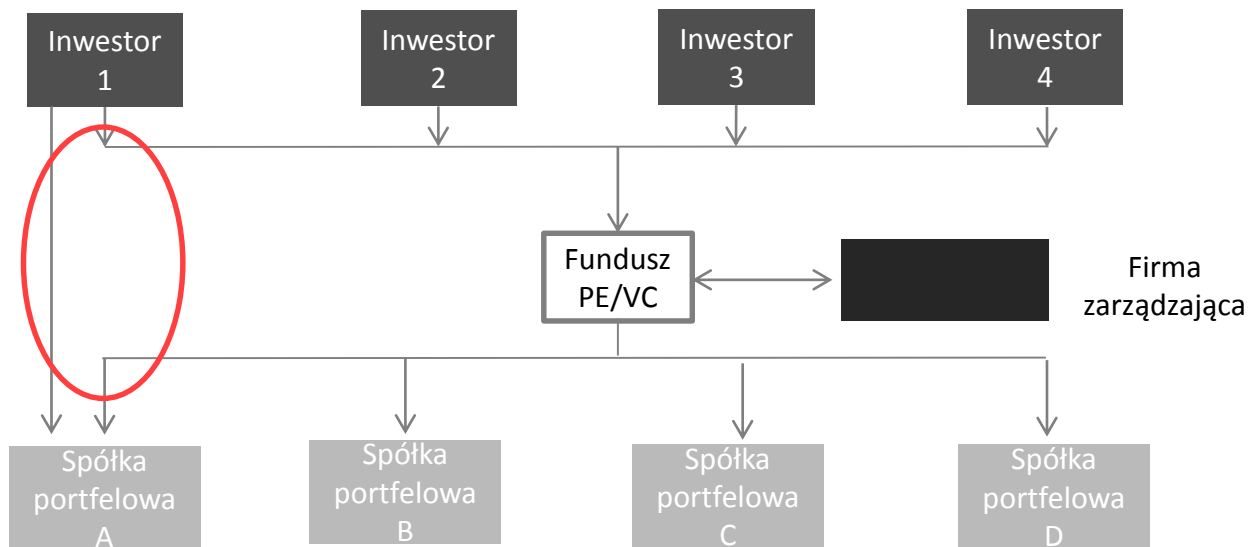 Inwestor
1
Inwestor
2
Inwestor
3
Inwestor
4
Fundusz
PE/VC
Firma
zarządzająca
Spółka
portfelowa
A
Spółka
portfelowa
B
Spółka
portfelowa
C
Spółka
portfelowa
D